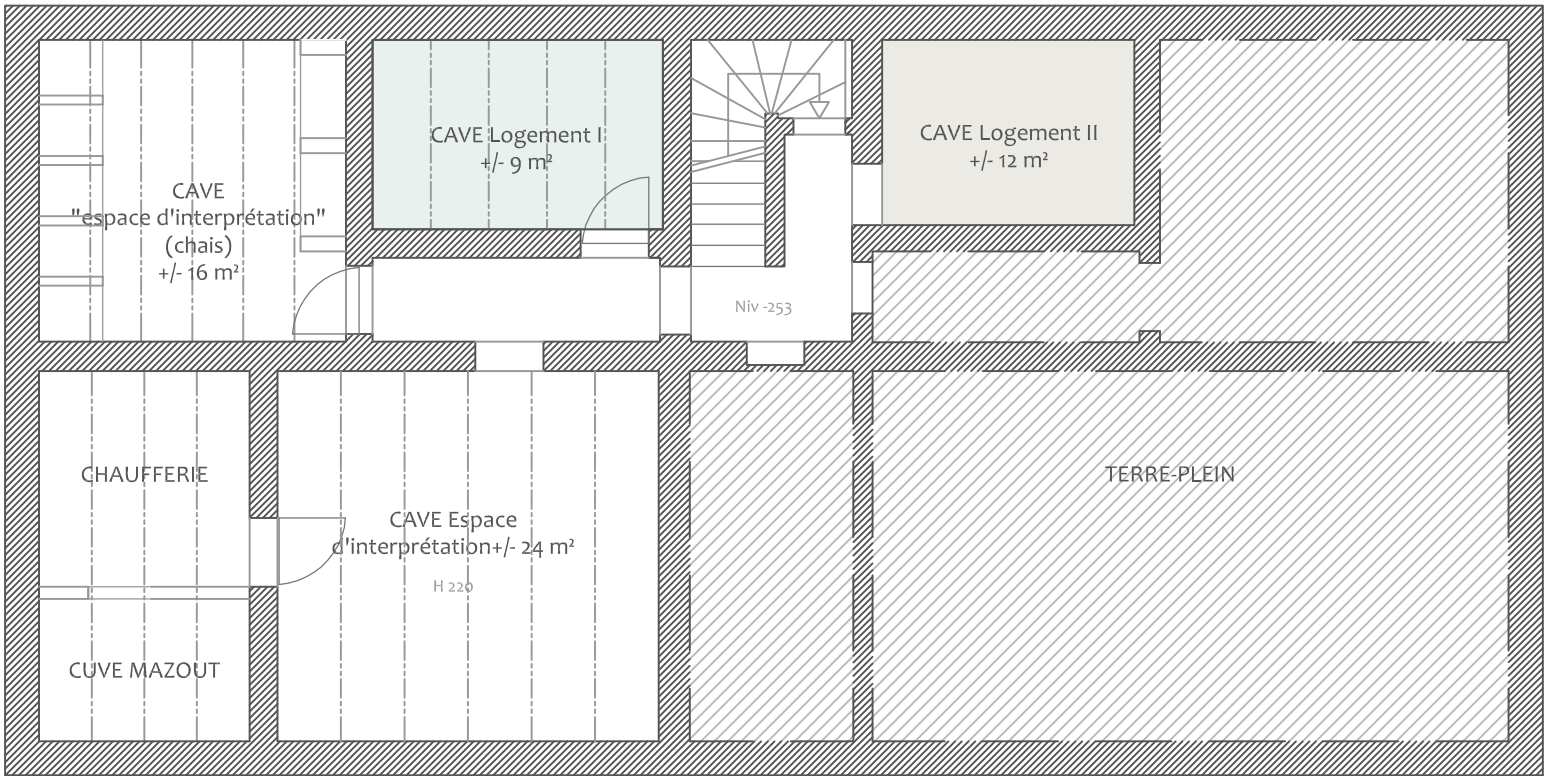 CAVE
"espace d'interprétation"
(chais)
+/- 16 m²
CAVE Logement I
+/- 9 m²
CAVE Logement II
+/- 12 m²
Niv -253
CHAUFFERIE
CUVE MAZOUT
CAVE Espace
d'interprétation+/- 24 m²
H 220
TERRE-PLEIN